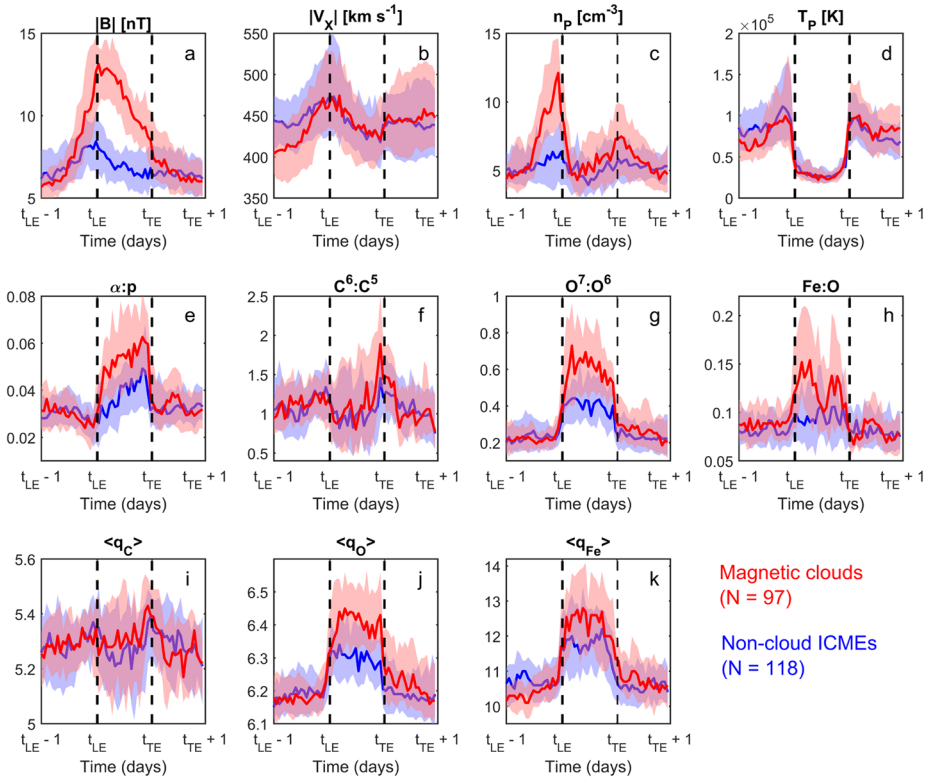 |B| [nT]
a
15
10
5
t_LE - 1
t_LE
t_TE
t_TE + 1
Time (days)
|V_X| [km s^-1]
b
550
500
450
400
350
t_LE - 1
t_LE
t_TE
t_TE + 1
Time (days)
n_P [cm^-3]
c
15
10
5
t_LE - 1
t_LE
t_TE
t_TE + 1
Time (days)
×10^5
T_P [K]
d
2
1.5
1
0.5
0
t_LE - 1
t_LE
t_TE
t_TE + 1
Time (days)
α:p
e
0.08
0.06
0.04
0.02
t_LE - 1
t_LE
t_TE
t_TE + 1
Time (days)
C^6:C^5
f
2.5
2
1.5
1
0.5
t_LE - 1
t_LE
t_TE
t_TE + 1
Time (days)
O^7:O^6
g
1
0.8
0.6
0.4
0.2
t_LE - 1
t_LE
t_TE
t_TE + 1
Time (days)
Fe:O
h
0.2
0.15
0.1
0.05
t_LE - 1
t_LE
t_TE
t_TE + 1
Time (days)
<q_C>
i
5.6
5.4
5.2
5
t_LE - 1
t_LE
t_TE
t_TE + 1
Time (days)
<q_O>
j
6.5
6.4
6.3
6.2
6.1
t_LE - 1
t_LE
t_TE
t_TE + 1
Time (days)
<q_Fe>
k
14
13
12
11
10
t_LE - 1
t_LE
t_TE
t_TE + 1
Time (days)
Magnetic clouds
(N = 97)
Non-cloud ICMEs
(N = 118)